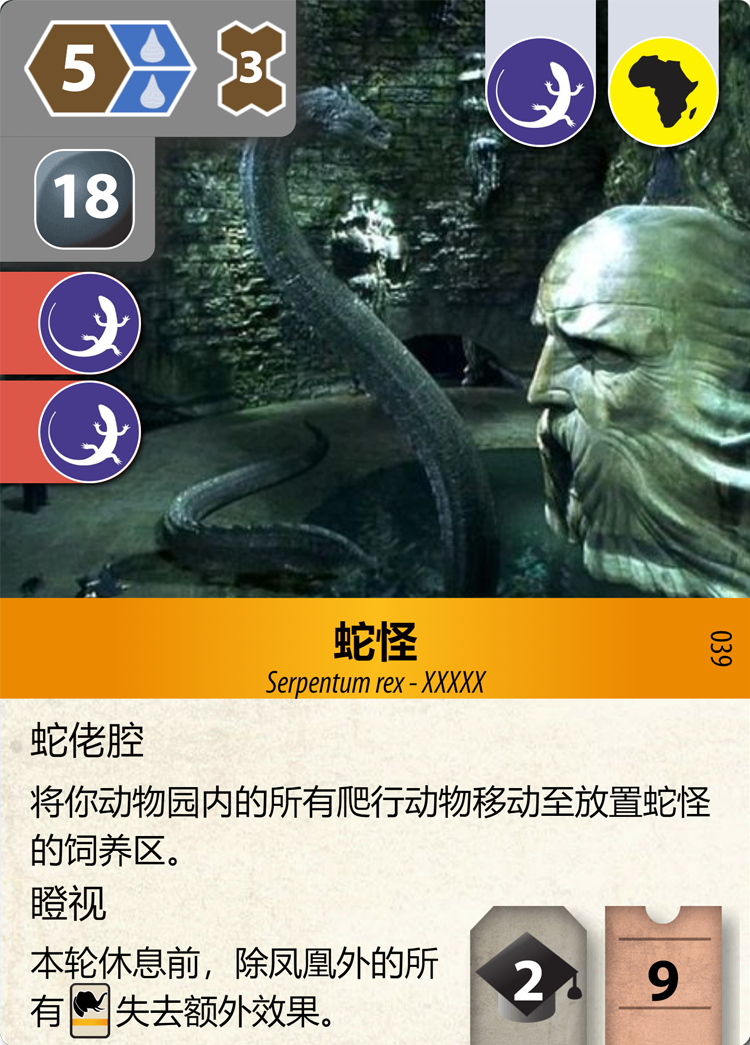 5
3
18
蛇怪
Serpentum rex - XXXXX
039
蛇佬腔
将你动物园内的所有爬行动物移动至放置蛇怪
的饲养区。
瞪视
本轮休息前，除凤凰外的所
有失去额外效果。
2
9